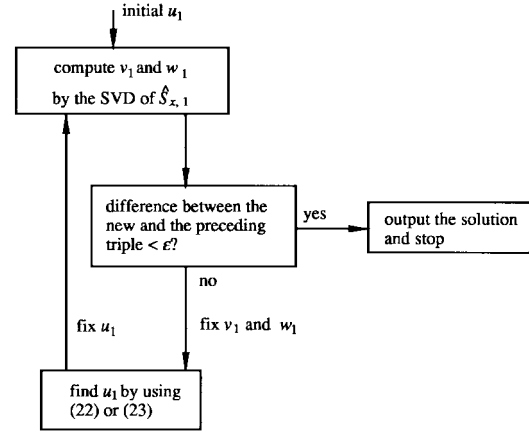 initial u₁
compute v₁ and w₁
by the SVD of Ŝₓ,₁
difference between the
new and the preceding
triple < ε?
yes
output the solution
and stop
no
fix u₁
fix v₁ and w₁
find u₁ by using
(22) or (23)